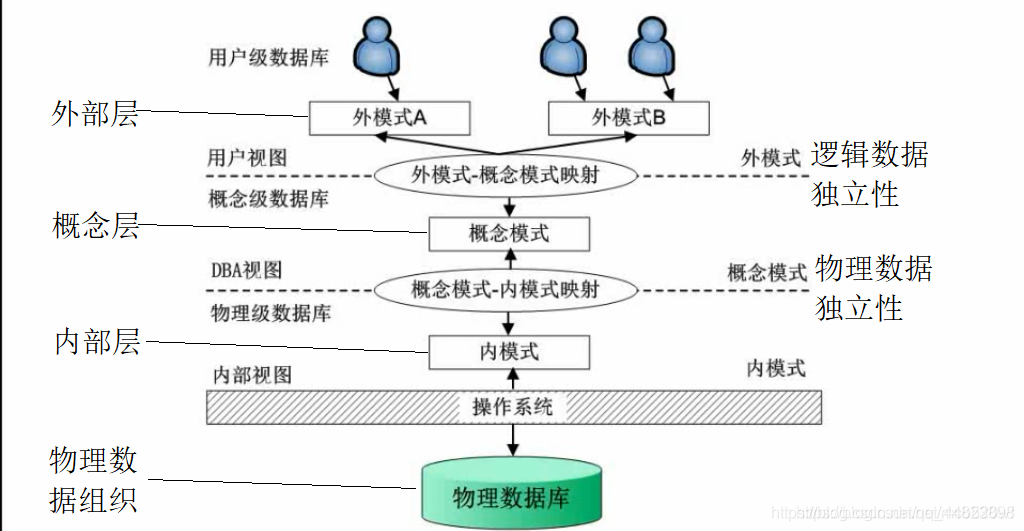 用户级数据库
外部层
外模式A
外模式B
用户视图
外模式
逻辑数据
独立性
外模式-概念模式映射
概念级数据库
概念层
概念模式
DBA视图
概念模式
物理数据
独立性
概念模式-内模式映射
物理级数据库
内部层
内模式
内部视图
内模式
操作系统
物理数
据组织
物理数据库